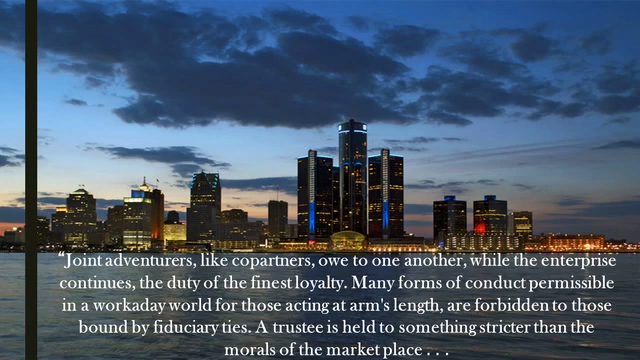 “Joint adventurers, like copartners, owe to one another, while the enterprise
continues, the duty of the finest loyalty. Many forms of conduct permissible
in a workaday world for those acting at arm's length, are forbidden to those
bound by fiduciary ties. A trustee is held to something stricter than the
morals of the market place . . .